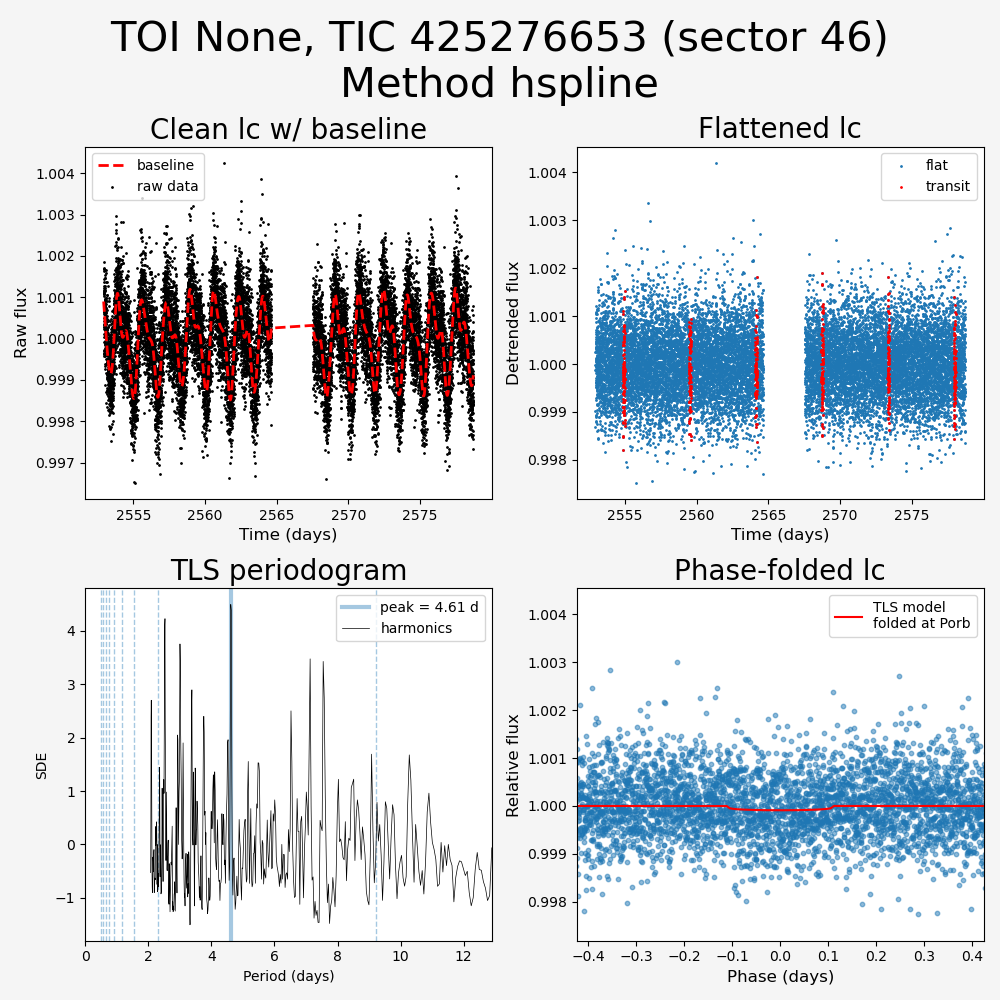 TOI None, TIC 425276653 (sector 46)
Method hspline
Clean lc w/ baseline
Flattened lc
baseline
raw data
flat
transit
1.004
1.003
1.002
1.001
1.000
0.999
0.998
0.997
Raw flux
2555 2560 2565 2570 2575
Time (days)
1.004
1.003
1.002
1.001
1.000
0.999
0.998
Detrended flux
2555 2560 2565 2570 2575
Time (days)
TLS periodogram
Phase-folded lc
peak = 4.61 d
harmonics
TLS model
folded at Porb
4
3
2
1
0
−1
SDE
0 2 4 6 8 10 12
Period (days)
1.004
1.003
1.002
1.001
1.000
0.999
0.998
Relative flux
−0.4 −0.3 −0.2 −0.1 0.0 0.1 0.2 0.3 0.4
Phase (days)